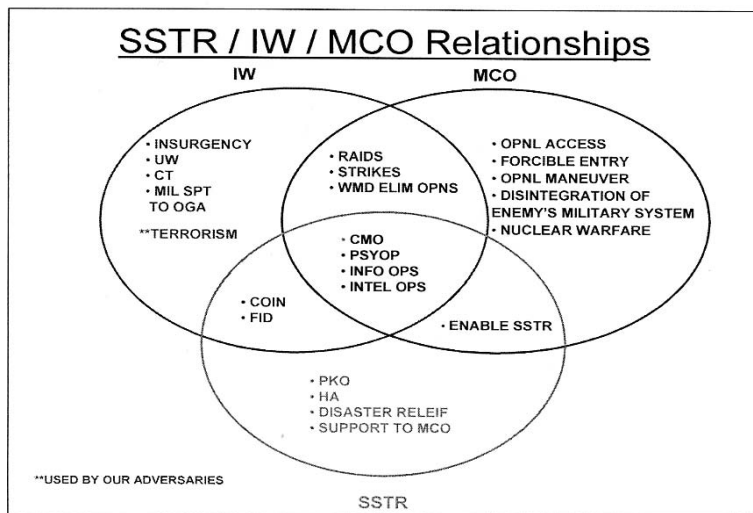 SSTR / IW / MCO Relationships
IW
MCO
• INSURGENCY
• UW
• CT
• MIL SPT
TO OGA
**TERRORISM
• RAIDS
• STRIKES
• WMD ELIM OPNS
• OPNL ACCESS
• FORCIBLE ENTRY
• OPNL MANEUVER
• DISINTEGRATION OF
ENEMY'S MILITARY SYSTEM
• NUCLEAR WARFARE
• CMO
• PSYOP
• INFO OPS
• INTEL OPS
• COIN
• FID
• ENABLE SSTR
• PKO
• HA
• DISASTER RELEIF
• SUPPORT TO MCO
**USED BY OUR ADVERSARIES
SSTR